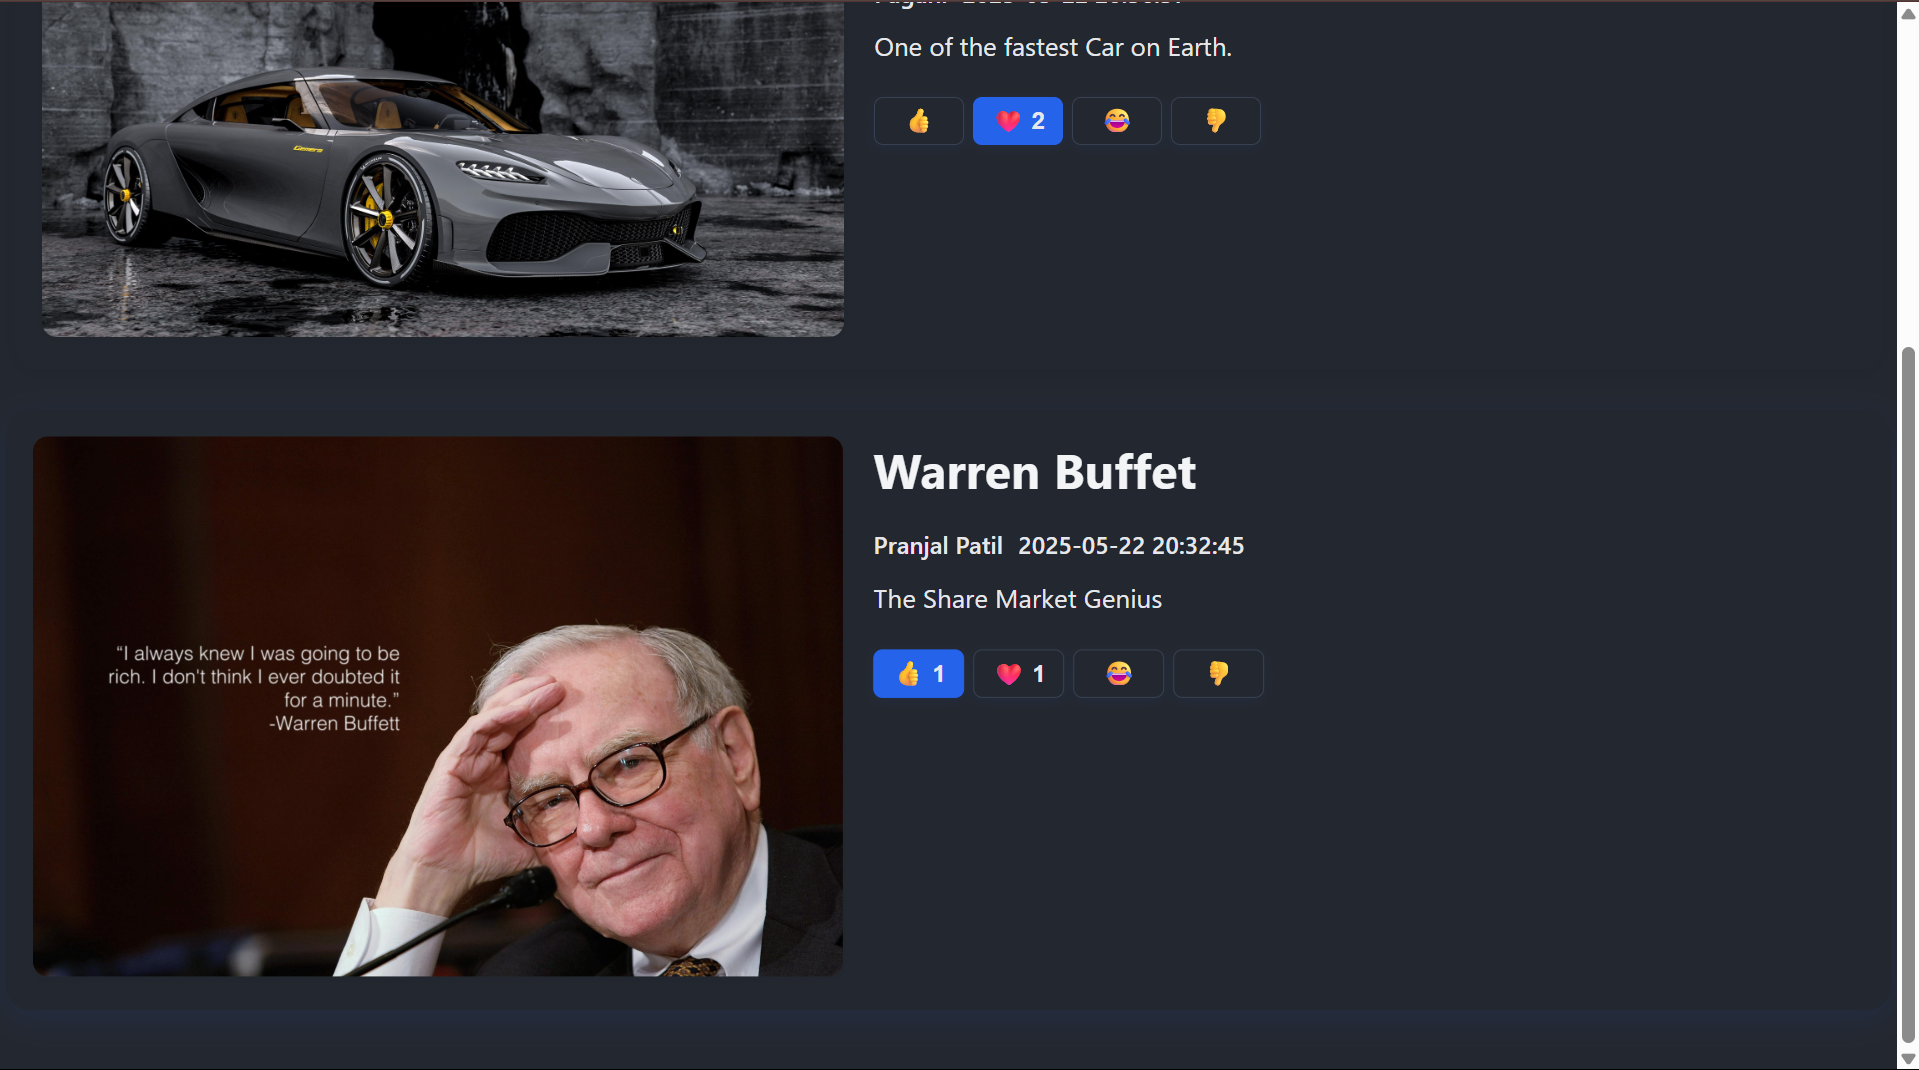 One of the fastest Car on Earth.
Gemera
2
Warren Buffet
Pranjal Patil 2025-05-22 20:32:45
The Share Market Genius
1 1
“I always knew I was going to be
rich. I don't think I ever doubted it
for a minute.”
-Warren Buffett